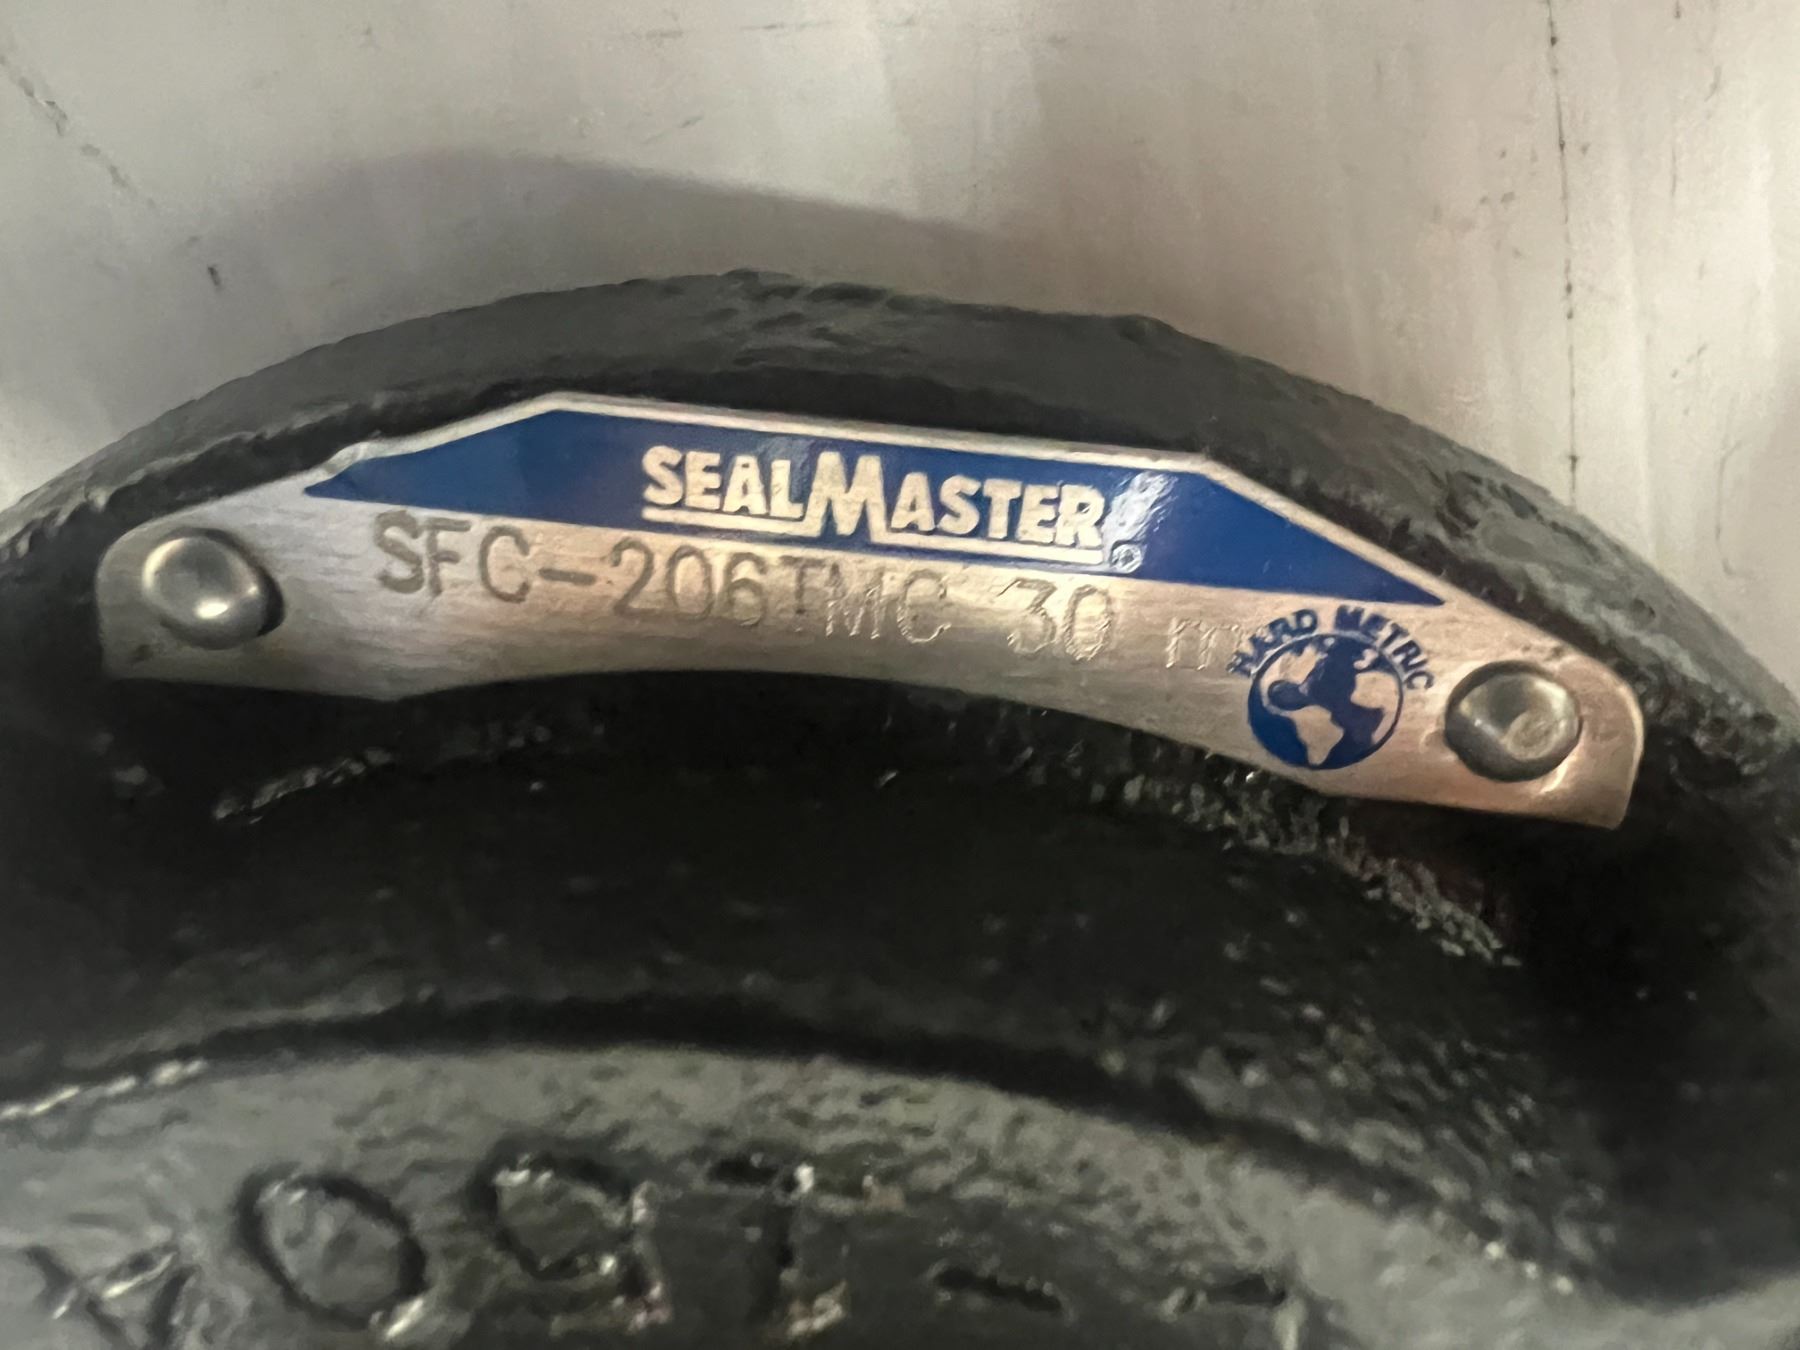 SEALMASTER®
SFC-206TMC 30 m
HARD METRIC